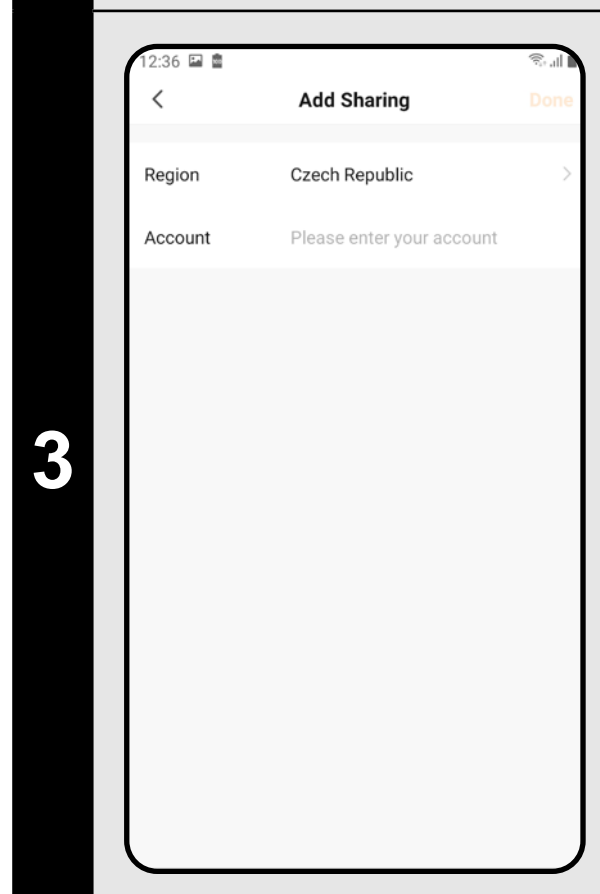 12:36
Add Sharing Done
Region Czech Republic
Account Please enter your account
3